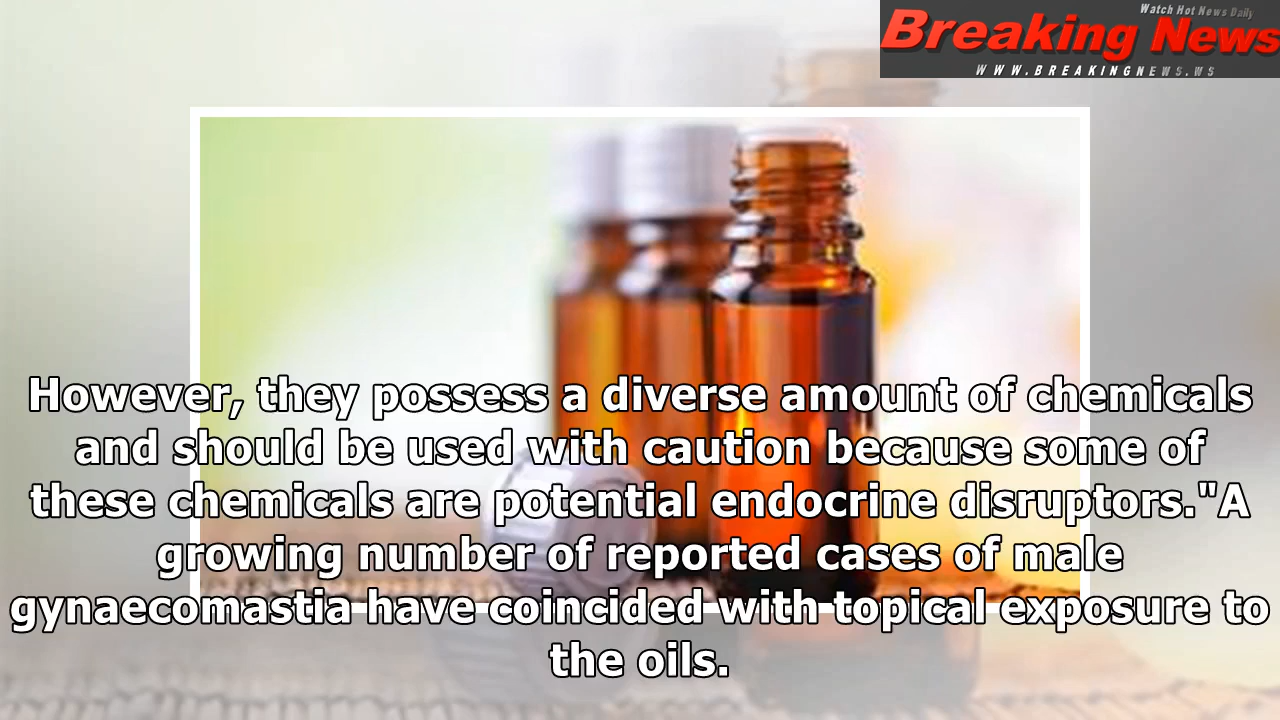 Watch Hot News Daily
Breaking News
WWW.BREAKINGNEWS.WS
However, they possess a diverse amount of chemicals
and should be used with caution because some of
these chemicals are potential endocrine disruptors."A
growing number of reported cases of male
gynaecomastia have coincided with topical exposure to
the oils.